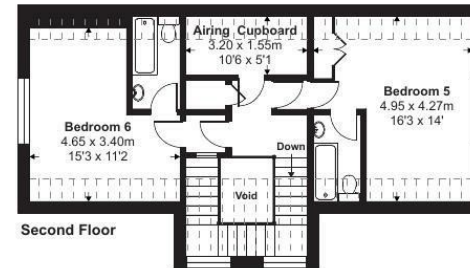 Airing Cupboard
3.20 x 1.55m
10'6 x 5'1
Bedroom 5
4.95 x 4.27m
16'3 x 14'
Bedroom 6
4.65 x 3.40m
15'3 x 11'2
Down
Void
Second Floor